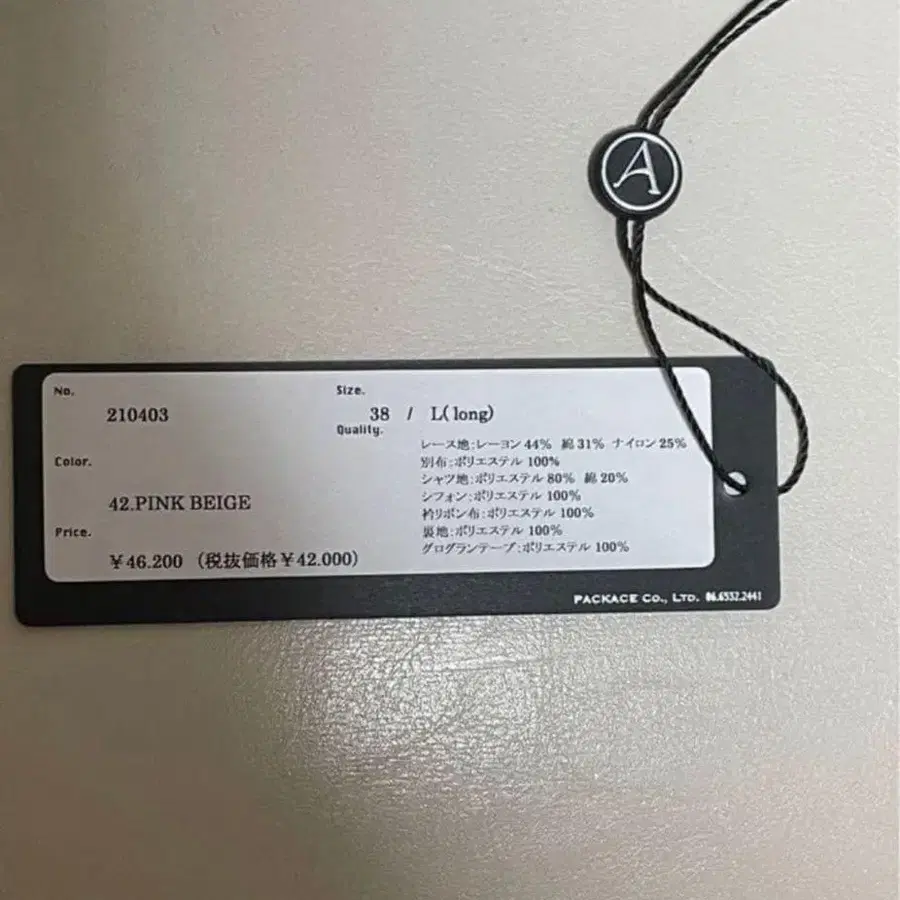 A
No.
210403
Size.
38 / L(long)
Quality.
レース地:レーヨン 44% 綿 31% ナイロン 25%
別布:ポリエステル 100%
シャツ地:ポリエステル 80% 綿 20%
シフォン:ポリエステル 100%
衿リボン布:ポリエステル 100%
裏地:ポリエステル 100%
グログランテープ:ポリエステル 100%
Color.
42.PINK BEIGE
Price.
¥46.200 (税抜価格¥42.000)
PACKAGE CO., LTD. 06.6532.2441